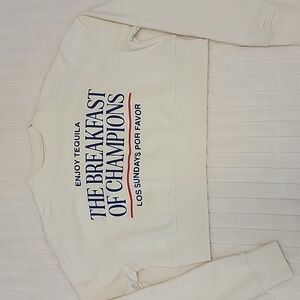 ENJOY TEQUILA
THE BREAKFAST
OF CHAMPIONS
LOS SUNDAYS POR FAVOR